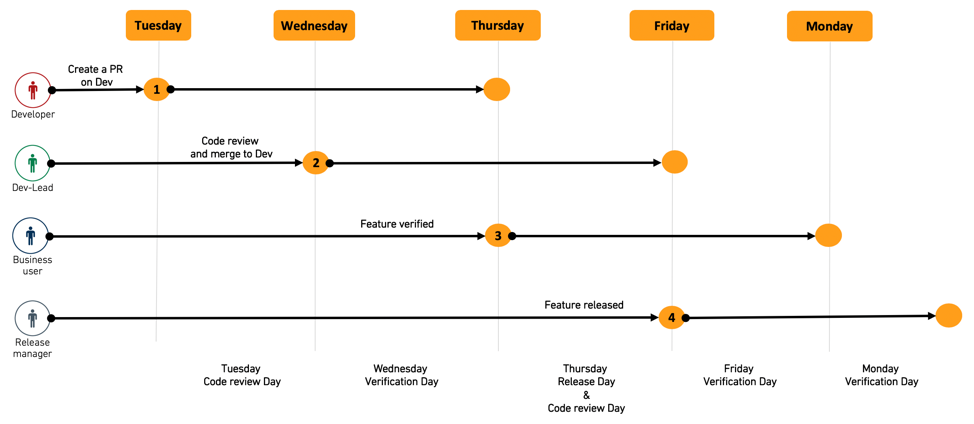 Tuesday
Wednesday
Thursday
Friday
Monday
Create a PR
on Dev
1
Developer
Code review
and merge to Dev
2
Dev-Lead
Feature verified
3
Business
user
Feature released
4
Release
manager
Tuesday
Code review Day
Wednesday
Verification Day
Thursday
Release Day
&
Code review Day
Friday
Verification Day
Monday
Verification Day